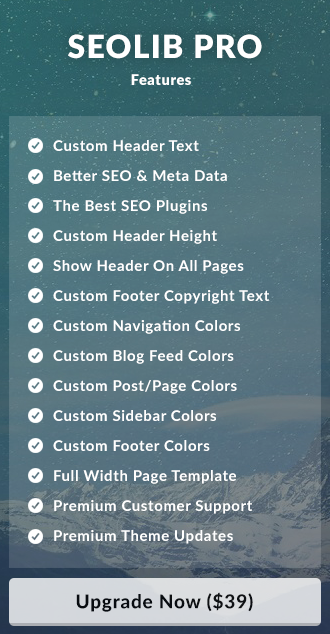 SEOLIB PRO
Features
Custom Header Text
Better SEO & Meta Data
The Best SEO Plugins
Custom Header Height
Show Header On All Pages
Custom Footer Copyright Text
Custom Navigation Colors
Custom Blog Feed Colors
Custom Post/Page Colors
Custom Sidebar Colors
Custom Footer Colors
Full Width Page Template
Premium Customer Support
Premium Theme Updates
Upgrade Now ($39)